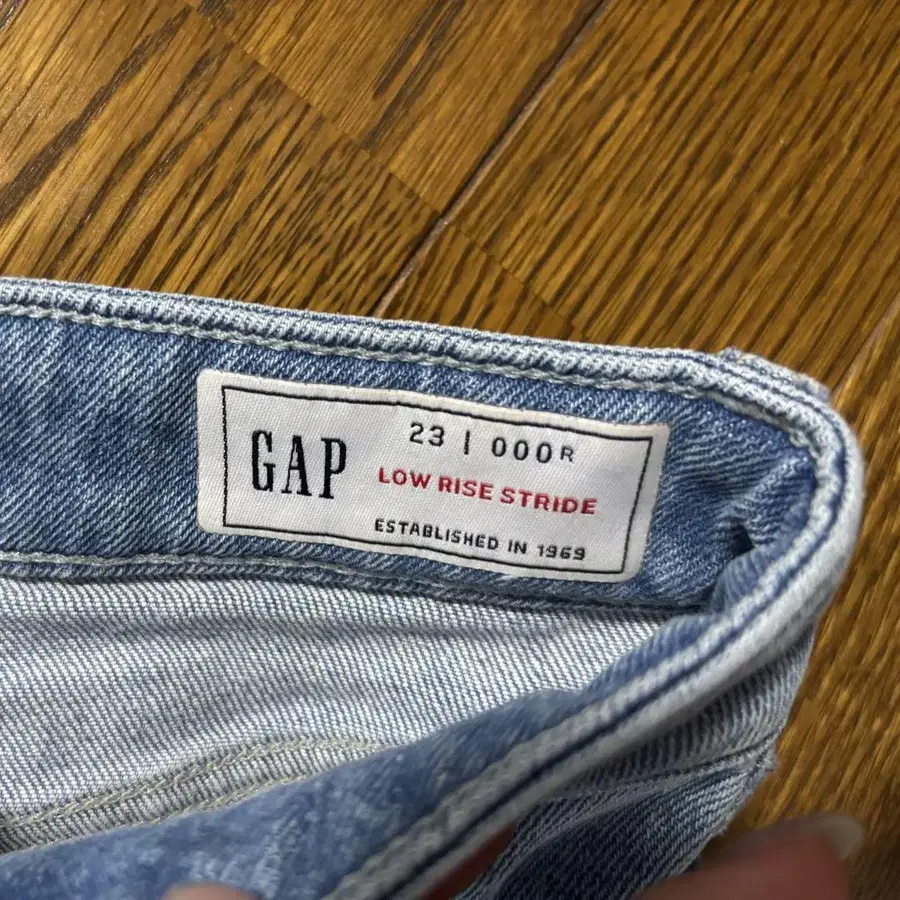 GAP
23 | 000R
LOW RISE STRIDE
ESTABLISHED IN 1969